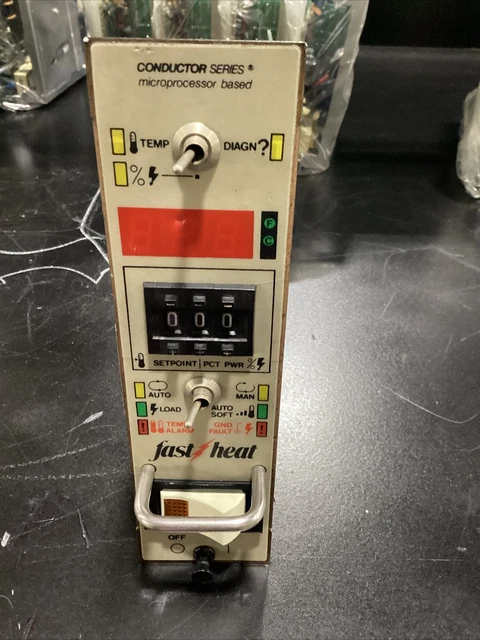 CONDUCTOR SERIES ®
microprocessor based
TEMP
DIAGN?
%
F
C
0 0 0
SETPOINT | PCT PWR %
AUTO
MAN
LOAD
AUTO
SOFT
TEMP
ALARM
GND
FAULT
fast heat
OFF